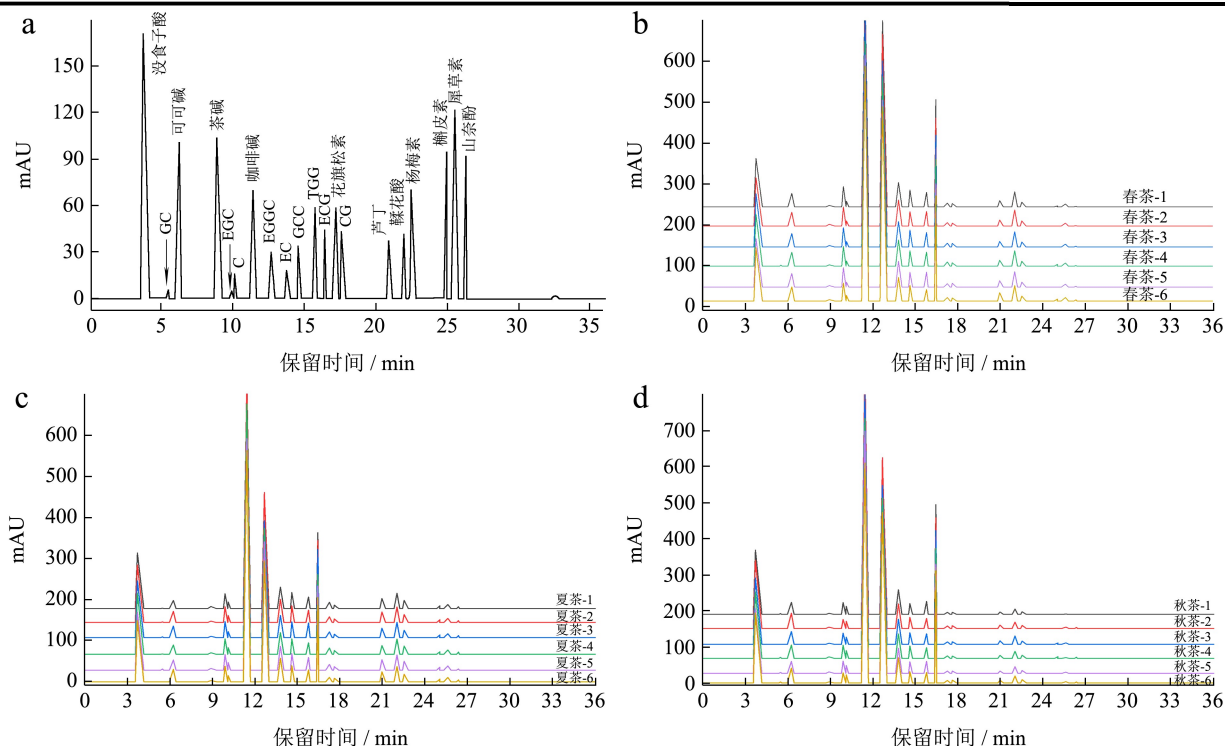 a
mAU
150
120
90
60
30
0
没食子酸
GC
可可碱
茶碱
EGC
C
咖啡碱
EGGC
EC
GCC
TGG
ECG
花旗松素
CG
芦丁
鞣花酸
杨梅素
槲皮素
犀草素
山奈酚
0 5 10 15 20 25 30 35
保留时间 / min
b
mAU
600
500
400
300
200
100
0
春茶-1
春茶-2
春茶-3
春茶-4
春茶-5
春茶-6
0 3 6 9 12 15 18 21 24 27 30 33 36
保留时间 / min
c
mAU
600
500
400
300
200
100
0
夏茶-1
夏茶-2
夏茶-3
夏茶-4
夏茶-5
夏茶-6
0 3 6 9 12 15 18 21 24 27 30 33 36
保留时间 / min
d
mAU
700
600
500
400
300
200
100
0
秋茶-1
秋茶-2
秋茶-3
秋茶-4
秋茶-5
秋茶-6
0 3 6 9 12 15 18 21 24 27 30 33 36
保留时间 / min